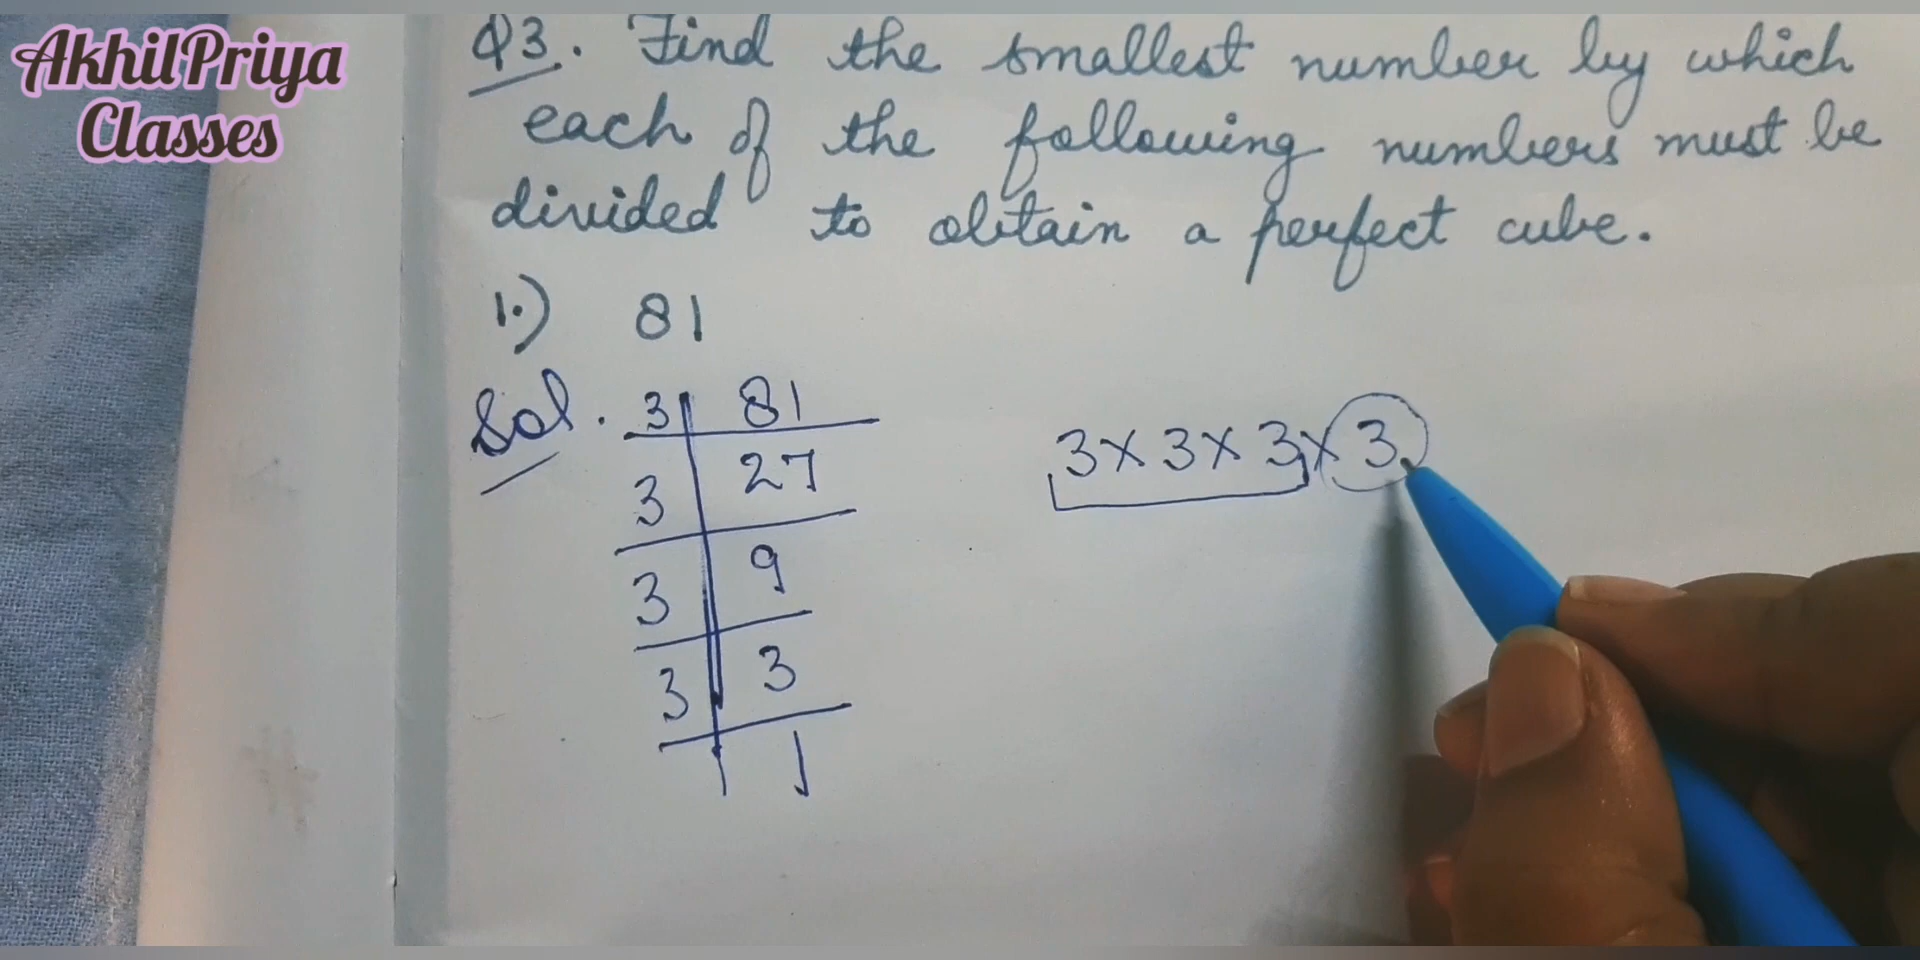 AkhilPriya
Classes
Q3. Find the smallest number by which
each of the following numbers must be
divided to obtain a perfect cube.
1.) 81
Sol. 3 | 81
3 | 27
3 | 9
3 | 3
1
3 × 3 × 3 × 3